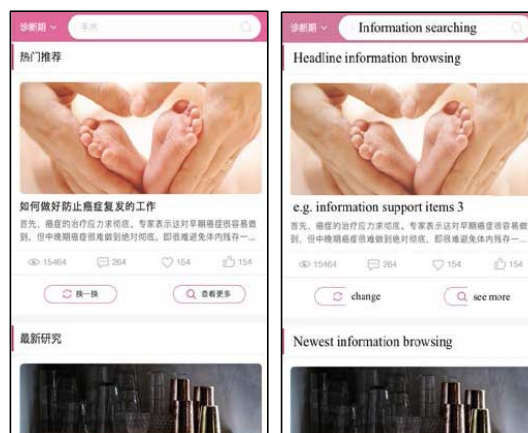 诊断期
手术
热门推荐
如何做好防止癌症复发的工作
首先，癌症的治疗应力求彻底。专家表示这对早期癌症很容易做
到，但中晚期癌症很难做到绝对彻底，即很难避免体内残存一...
15464
264
154
154
换一换
查看更多
最新研究
诊断期
Information searching
Headline information browsing
e.g. information support items 3
首先，癌症的治疗应力求彻底。专家表示这对早期癌症很容易做
到，但中晚期癌症很难做到绝对彻底，即很难避免体内残存一...
15464
264
154
154
change
see more
Newest information browsing